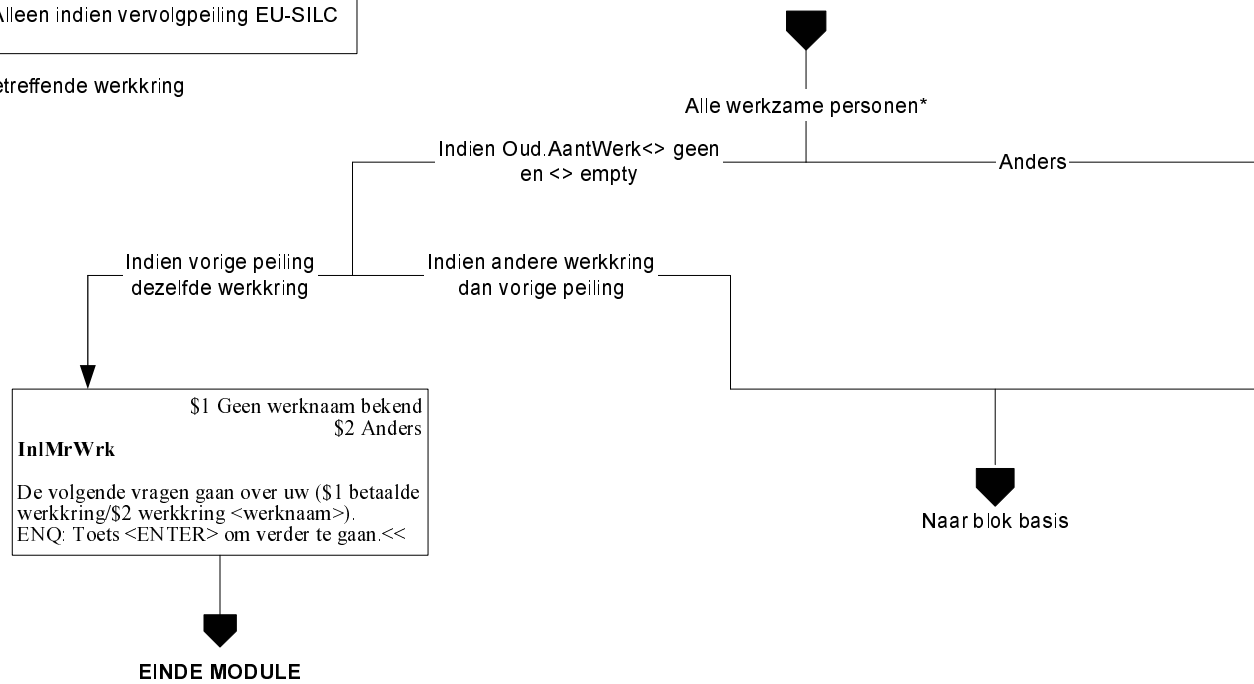 Alleen indien vervolgpeiling EU-SILC
etreffende werkkring
Alle werkzame personen*
Indien Oud.AantWerk<> geen
en <> empty
Anders
Indien vorige peiling
dezelfde werkkring
Indien andere werkkring
dan vorige peiling
$1 Geen werknaam bekend
$2 Anders
InlMrWrk
De volgende vragen gaan over uw ($1 betaalde
werkkring/$2 werkkring <werknaam>).
ENQ: Toets <ENTER> om verder te gaan.<<
Naar blok basis
EINDE MODULE